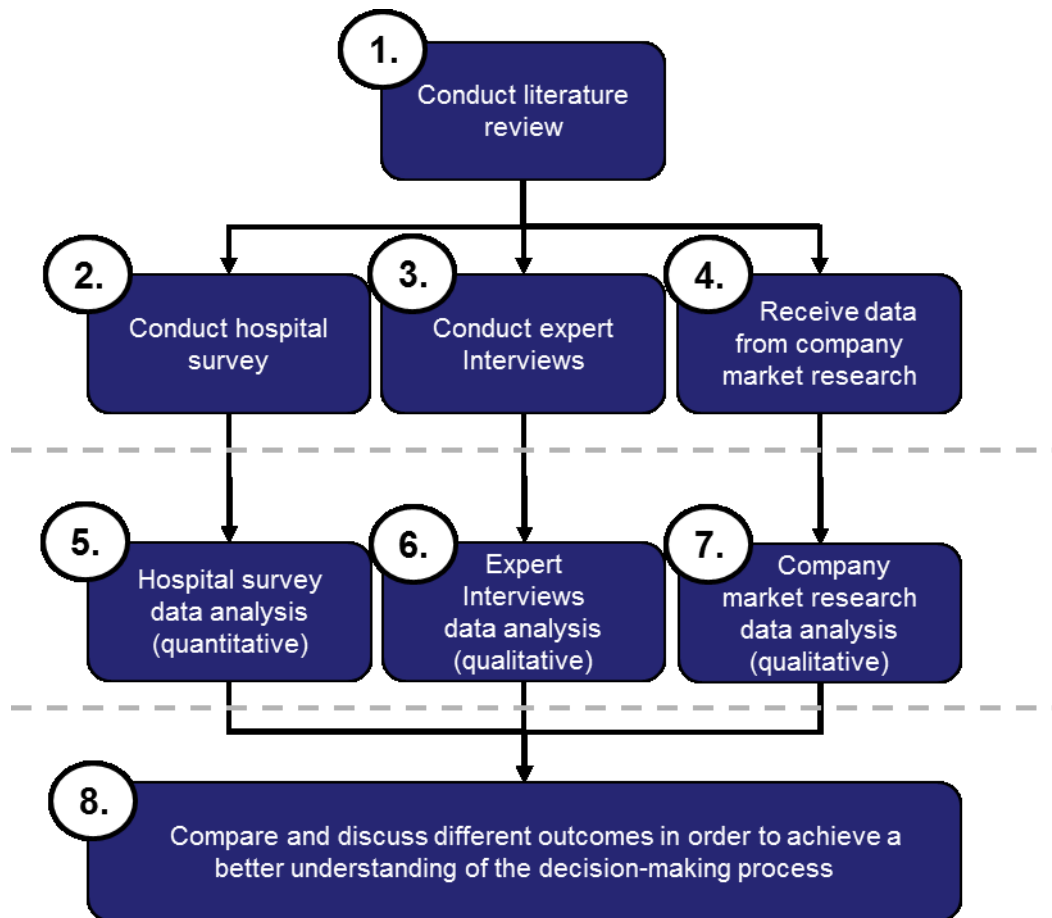 1.
Conduct literature
review
2.
Conduct hospital
survey
3.
Conduct expert
Interviews
4.
Receive data
from company
market research
5.
Hospital survey
data analysis
(quantitative)
6.
Expert
Interviews
data analysis
(qualitative)
7.
Company
market research
data analysis
(qualitative)
8.
Compare and discuss different outcomes in order to achieve a
better understanding of the decision-making process